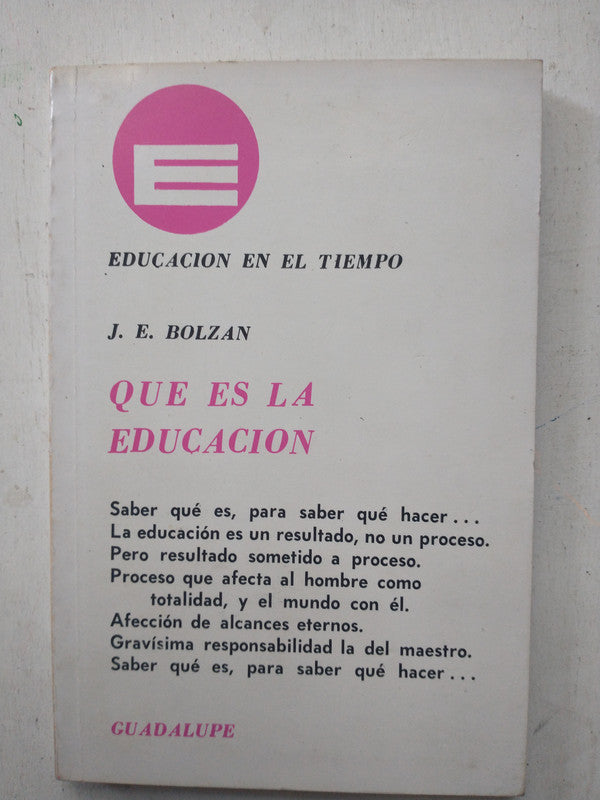 E
EDUCACION EN EL TIEMPO
J. E. BOLZAN
QUE ES LA
EDUCACION
Saber qué es, para saber qué hacer...
La educación es un resultado, no un proceso.
Pero resultado sometido a proceso.
Proceso que afecta al hombre como
totalidad, y el mundo con él.
Afección de alcances eternos.
Gravísima responsabilidad la del maestro.
Saber qué es, para saber qué hacer...
GUADALUPE